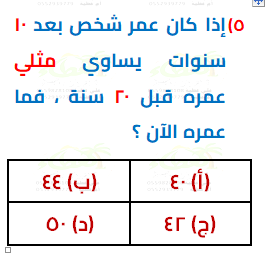 ٥) إذا كان عمر شخص بعد ١٠
سنوات يساوي مثلي
عمره قبل ٢٠ سنة ، فما
عمره الآن ؟
(أ) ٤٠ (ب) ٤٤
(ج) ٤٢ (د) ٥٠